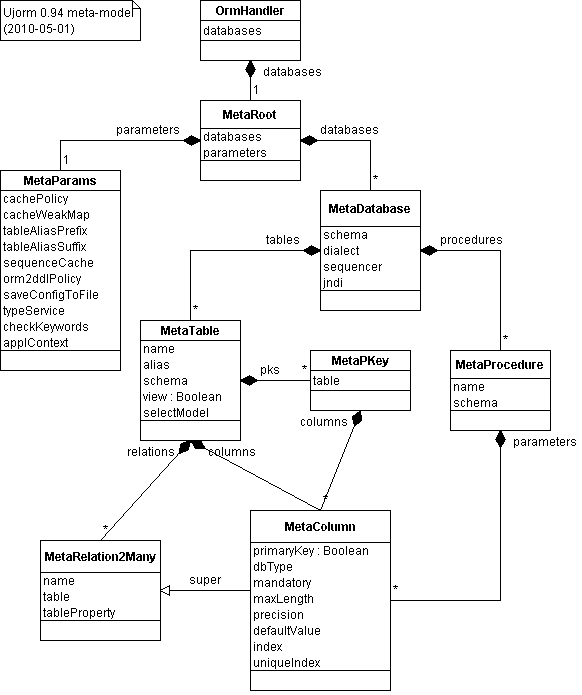 Ujorm 0.94 meta-model
(2010-05-01)
OrmHandler
databases
databases
1
MetaRoot
databases
parameters
parameters
1
databases
*
MetaParams
cachePolicy
cacheWeakMap
tableAliasPrefix
tableAliasSuffix
sequenceCache
orm2ddlPolicy
saveConfigToFile
typeService
checkKeywords
applContext
MetaDatabase
schema
dialect
sequencer
jndi
tables
*
procedures
*
MetaTable
name
alias
schema
view : Boolean
selectModel
pks
*
MetaPKey
table
MetaProcedure
name
schema
relations
columns
columns
parameters
*
*
*
MetaRelation2Many
name
table
tableProperty
super
MetaColumn
primaryKey : Boolean
dbType
mandatory
maxLength
precision
defaultValue
index
uniqueIndex